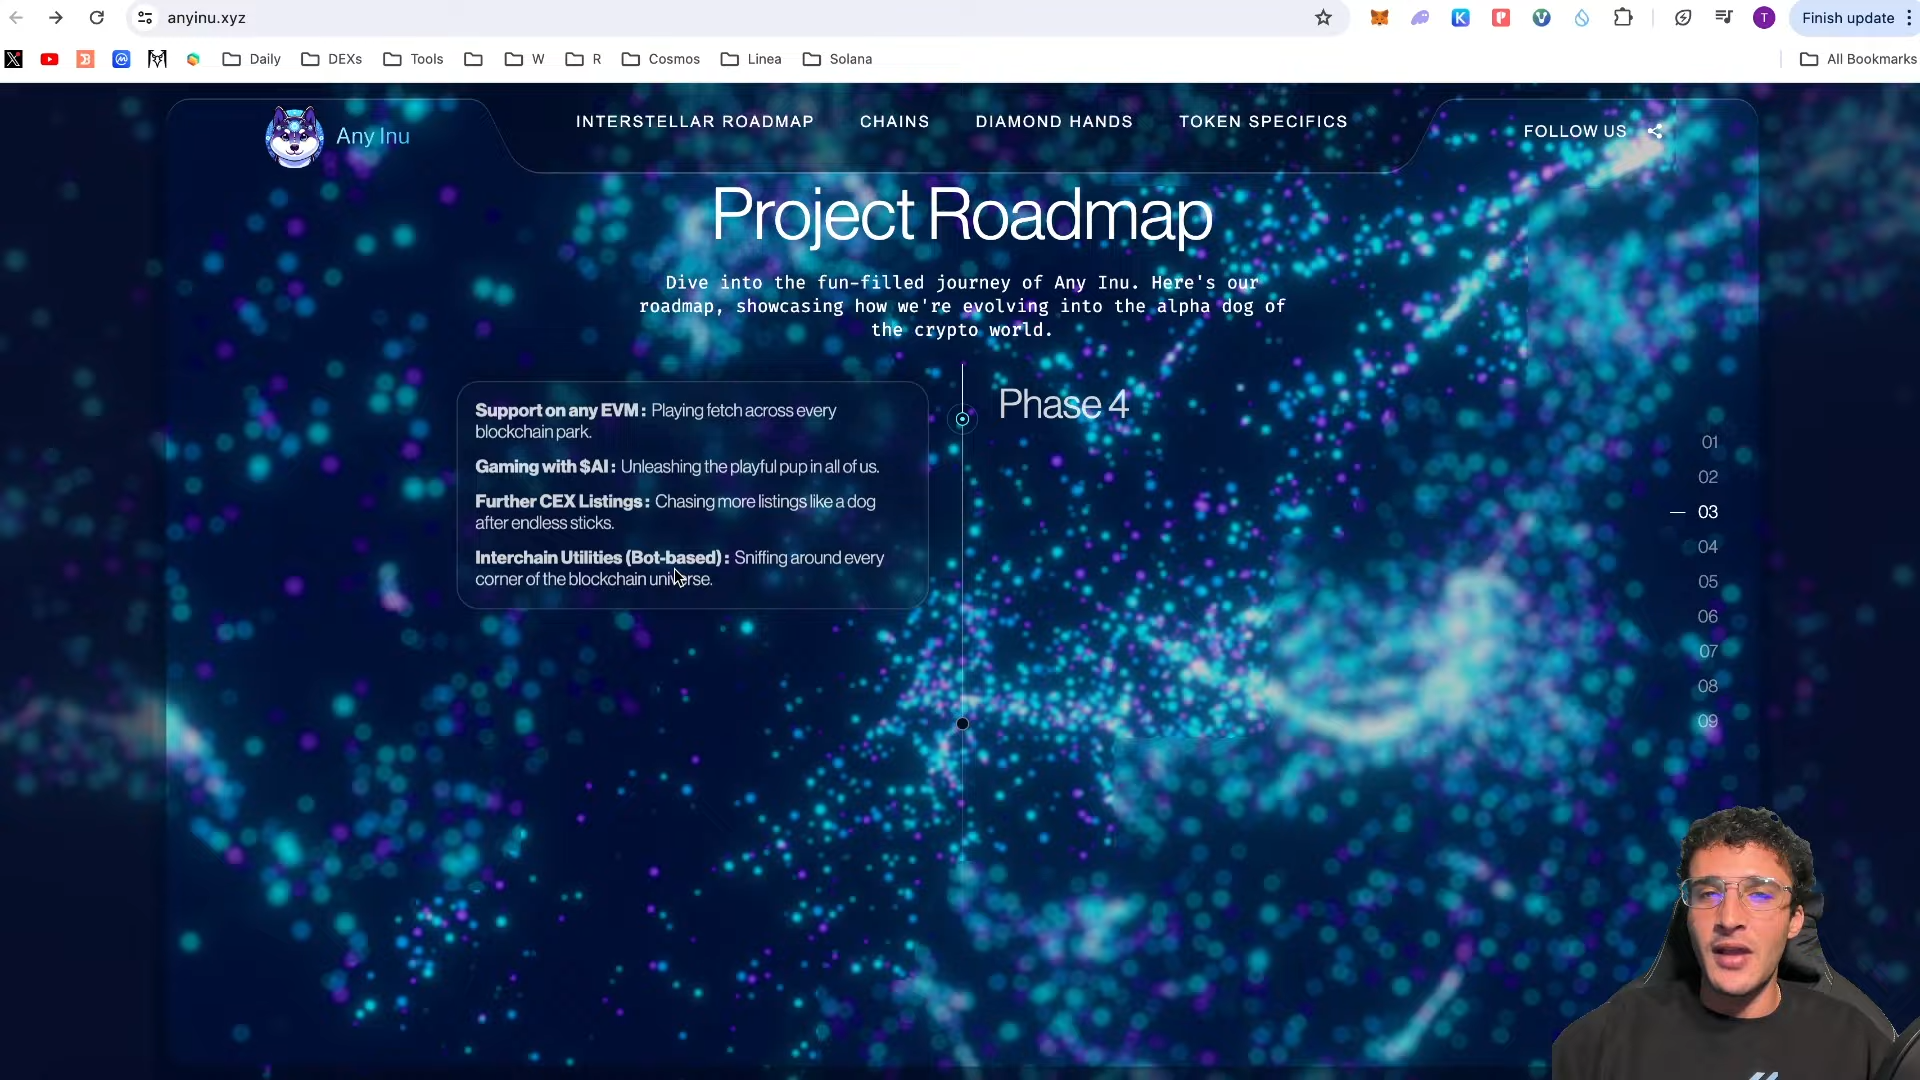 anyinu.xyz
T
Finish update
Daily
DEXs
Tools
W
R
Cosmos
Linea
Solana
All Bookmarks
Any Inu
INTERSTELLAR ROADMAP
CHAINS
DIAMOND HANDS
TOKEN SPECIFICS
FOLLOW US
Project Roadmap
Dive into the fun-filled journey of Any Inu. Here's our
roadmap, showcasing how we're evolving into the alpha dog of
the crypto world.
Support on any EVM : Playing fetch across every
blockchain park.
Gaming with $AI : Unleashing the playful pup in all of us.
Further CEX Listings : Chasing more listings like a dog
after endless sticks.
Interchain Utilities (Bot-based) : Sniffing around every
corner of the blockchain universe.
Phase 4
01
02
03
04
05
06
07
08
09